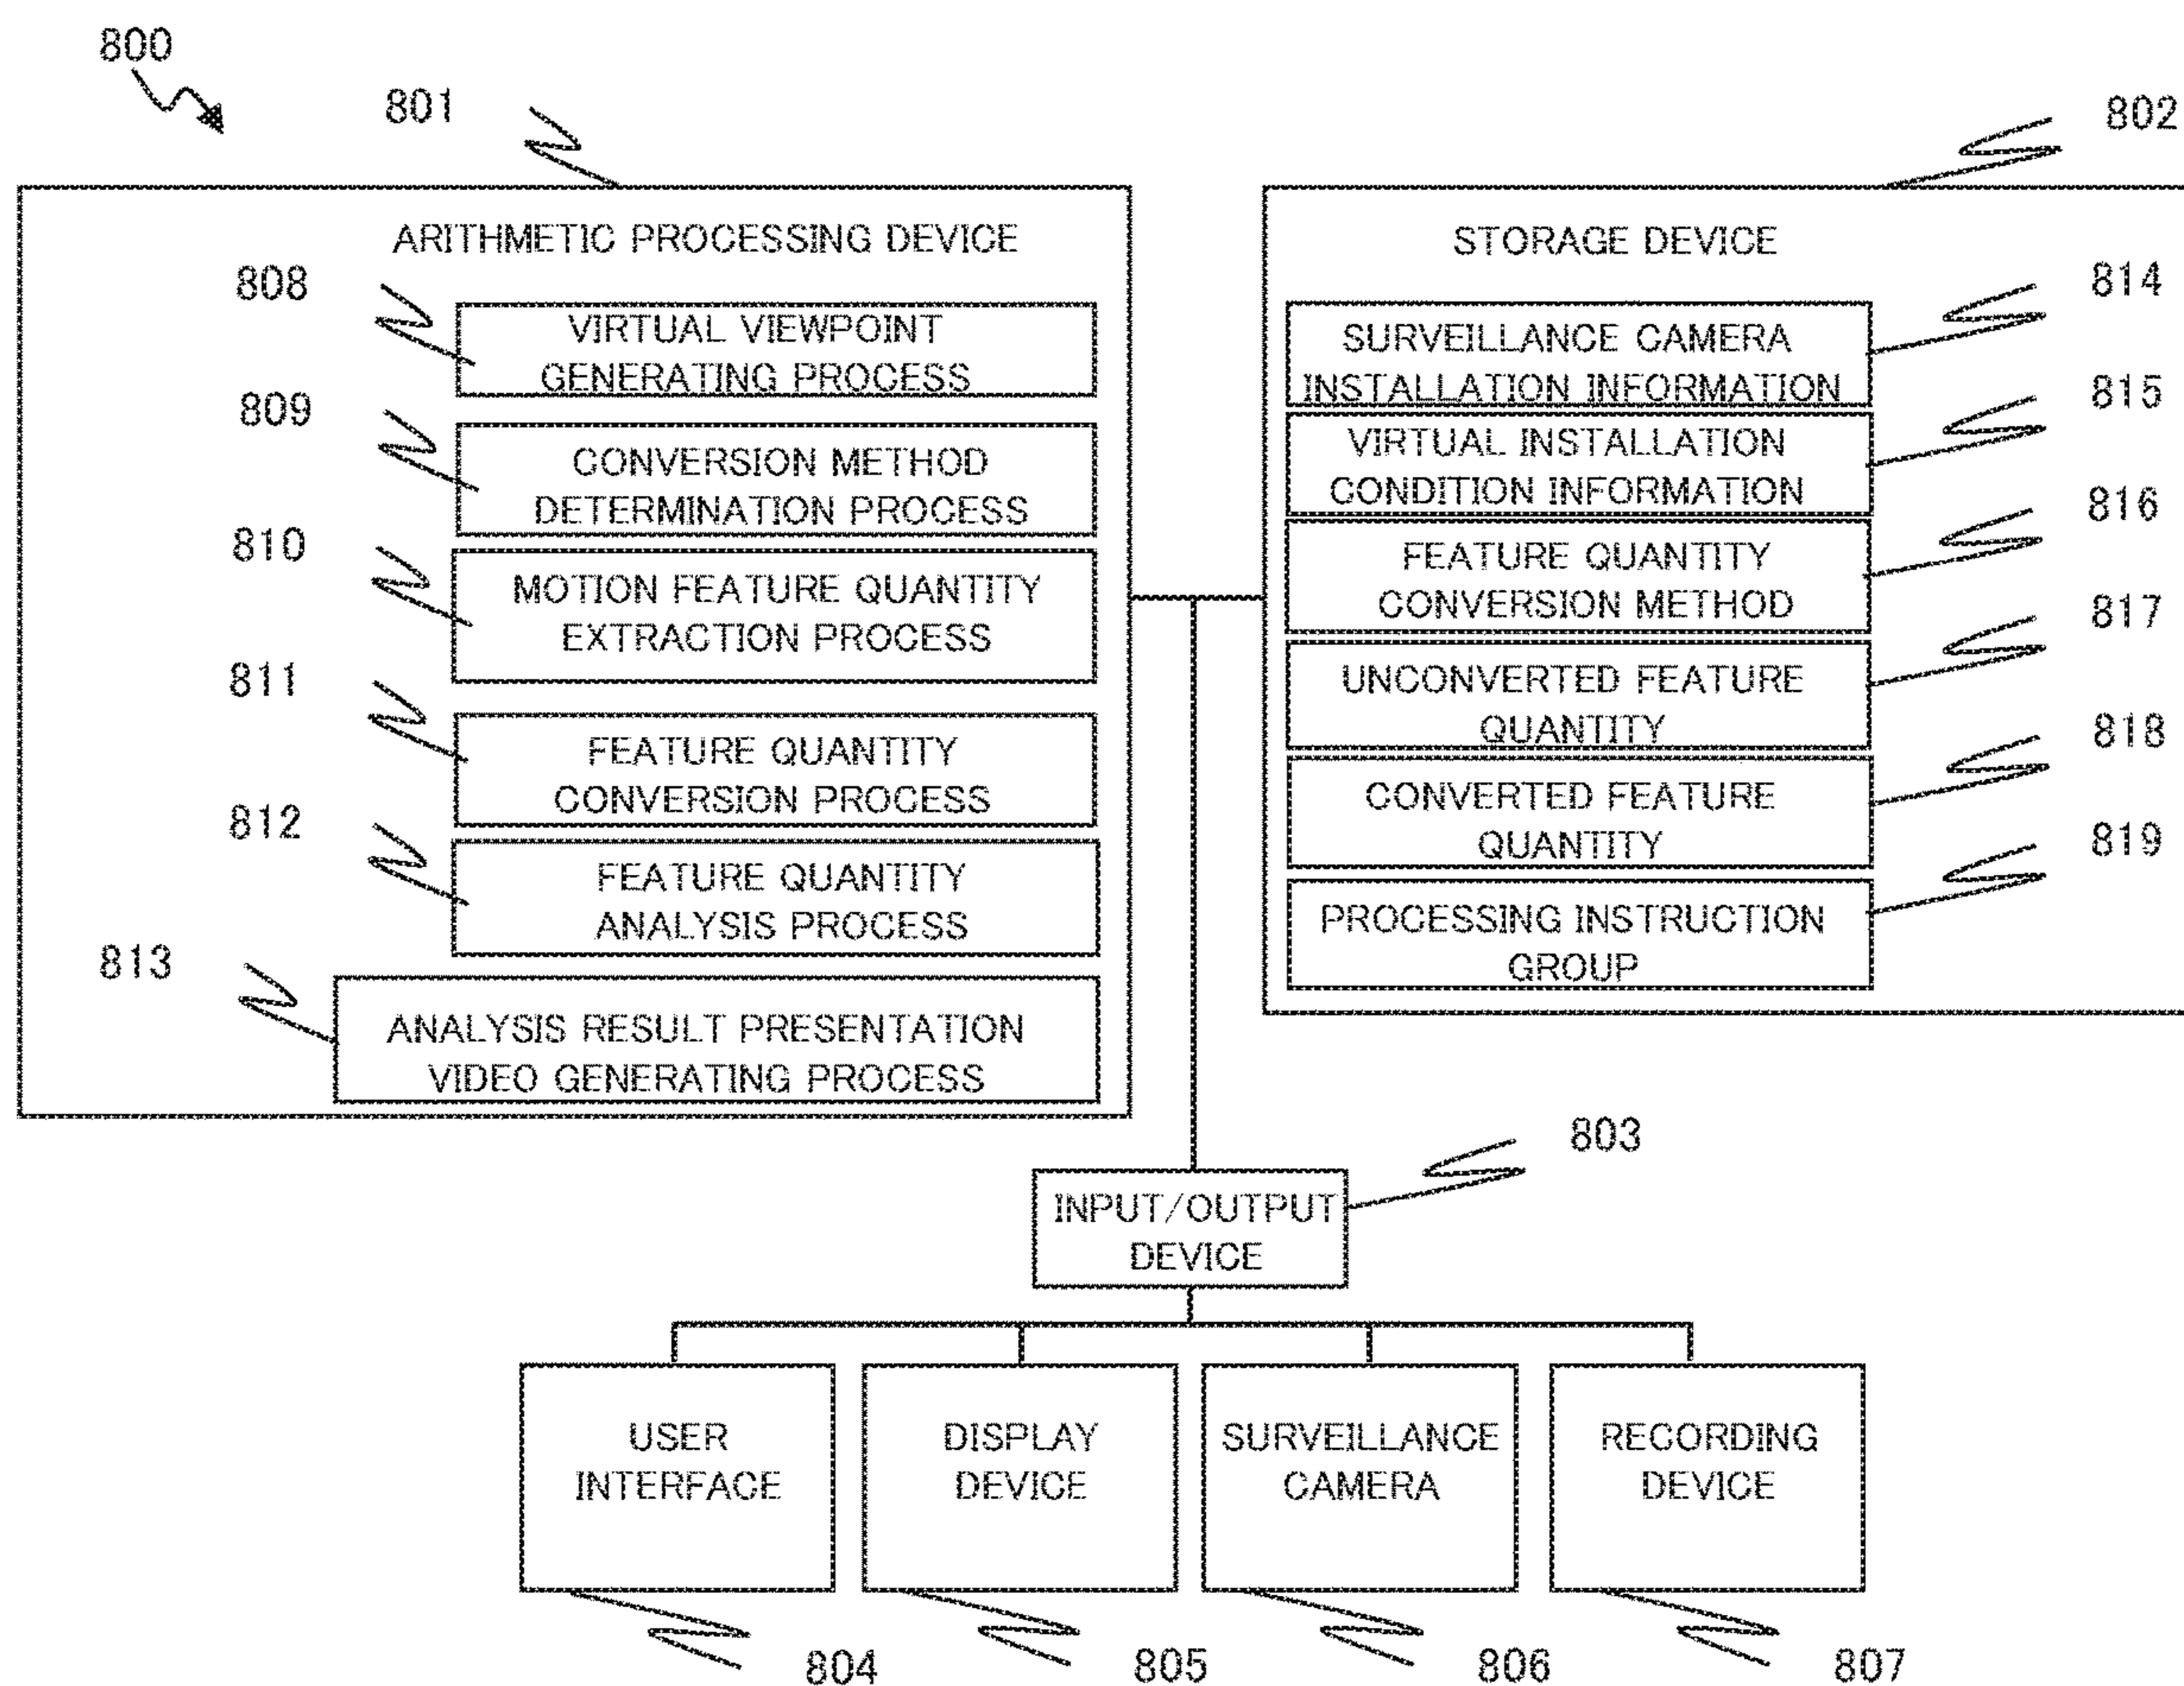 800
801
802
ARITHMETIC PROCESSING DEVICE
808
VIRTUAL VIEWPOINT
GENERATING PROCESS
809
CONVERSION METHOD
DETERMINATION PROCESS
810
MOTION FEATURE QUANTITY
EXTRACTION PROCESS
811
FEATURE QUANTITY
CONVERSION PROCESS
812
FEATURE QUANTITY
ANALYSIS PROCESS
813
ANALYSIS RESULT PRESENTATION
VIDEO GENERATING PROCESS
STORAGE DEVICE
814
SURVEILLANCE CAMERA
INSTALLATION INFORMATION
815
VIRTUAL INSTALLATION
CONDITION INFORMATION
816
FEATURE QUANTITY
CONVERSION METHOD
817
UNCONVERTED FEATURE
QUANTITY
818
CONVERTED FEATURE
QUANTITY
819
PROCESSING INSTRUCTION
GROUP
803
INPUT/OUTPUT
DEVICE
USER
INTERFACE
DISPLAY
DEVICE
SURVEILLANCE
CAMERA
RECORDING
DEVICE
804
805
806
807